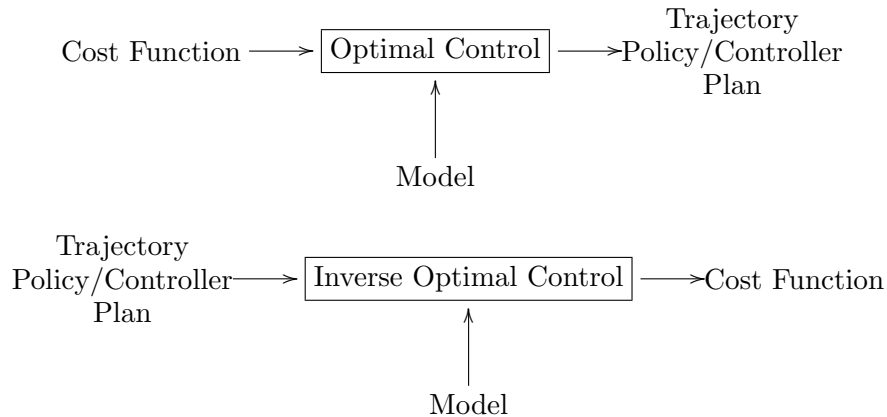 Trajectory
Cost Function
Optimal Control
Policy/Controller
Plan
Model
Trajectory
Policy/Controller
Inverse Optimal Control
Cost Function
Plan
Model